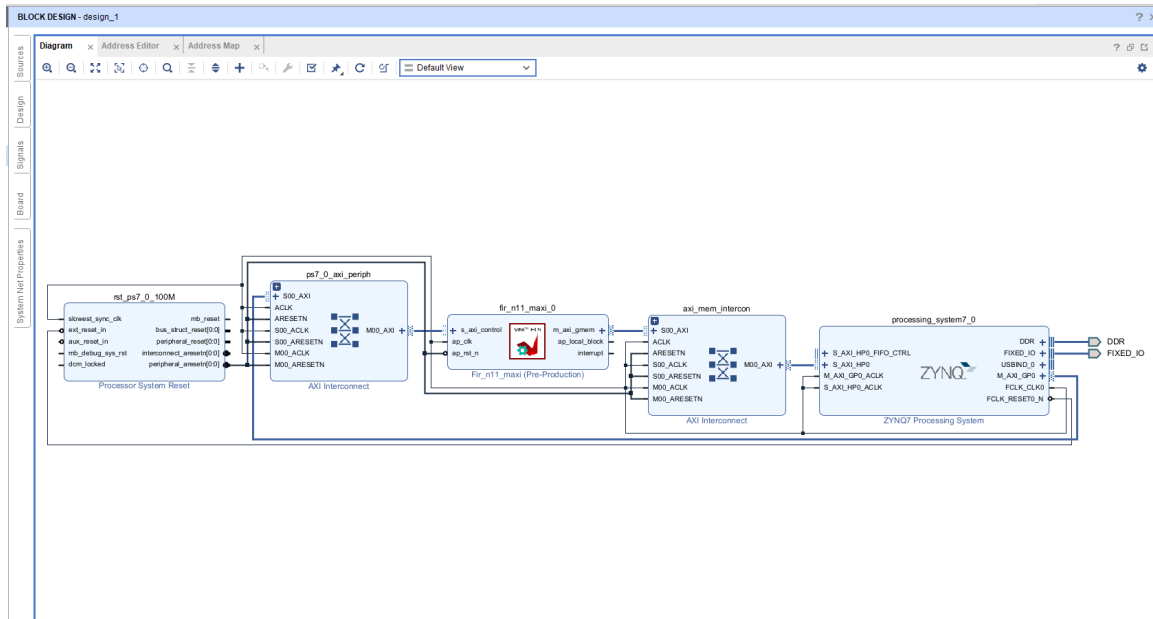 BLOCK DESIGN - design_1
? ×
Sources
Design
Signals
Board
System Net Properties
Diagram × Address Editor × Address Map ×
?
Default View
rst_ps7_0_100M
slowest_sync_clk
ext_reset_in
aux_reset_in
mb_debug_sys_rst
dcm_locked
mb_reset
bus_struct_reset[0:0]
peripheral_reset[0:0]
interconnect_aresetn[0:0]
peripheral_aresetn[0:0]
Processor System Reset
ps7_0_axi_periph
S00_AXI
ACLK
ARESETN
S00_ACLK
S00_ARESETN
M00_ACLK
M00_ARESETN
M00_AXI
AXI Interconnect
fir_n11_maxi_0
s_axi_control
ap_clk
ap_rst_n
m_axi_gmem
ap_local_block
interrupt
Fir_n11_maxi (Pre-Production)
axi_mem_intercon
S00_AXI
ACLK
ARESETN
S00_ACLK
S00_ARESETN
M00_ACLK
M00_ARESETN
M00_AXI
AXI Interconnect
processing_system7_0
S_AXI_HP0_FIFO_CTRL
S_AXI_HP0
M_AXI_GP0_ACLK
S_AXI_HP0_ACLK
ZYNQ
DDR
FIXED_IO
USBIND_0
M_AXI_GP0
FCLK_CLK0
FCLK_RESET0_N
ZYNQ7 Processing System
DDR
FIXED_IO